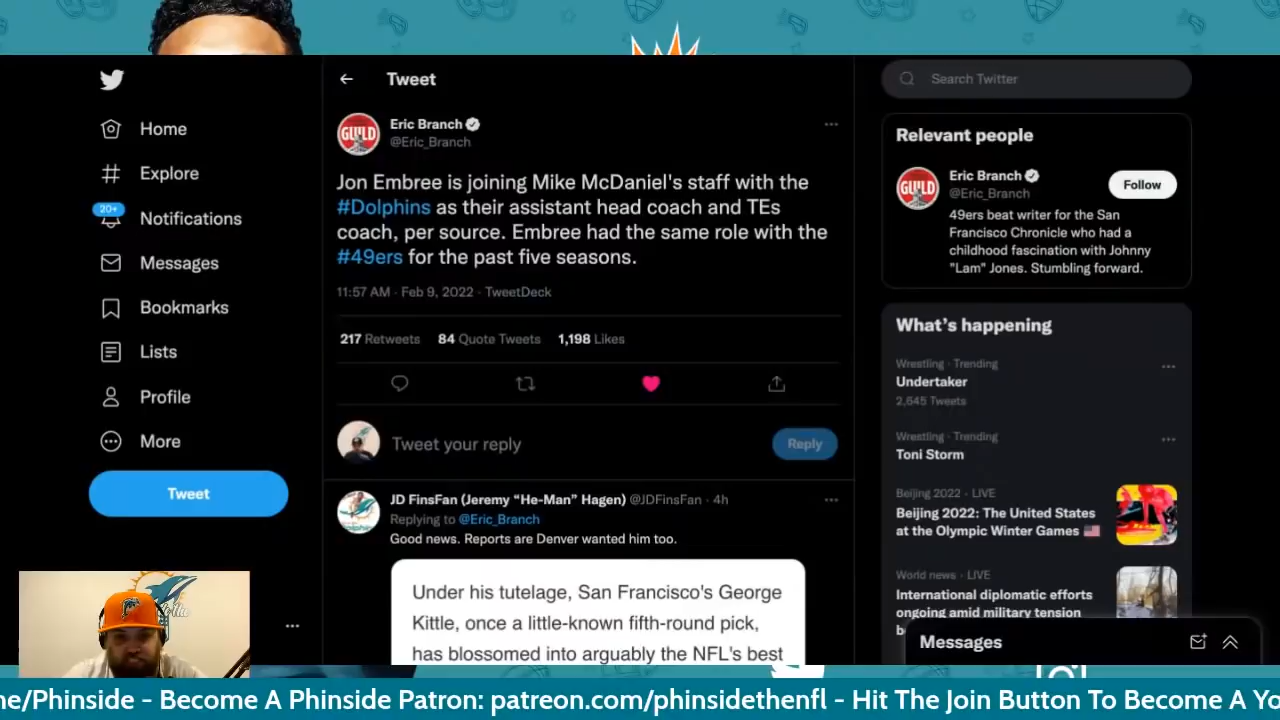 Tweet
Search Twitter
Home
Explore
20+
Notifications
Messages
Bookmarks
Lists
Profile
More
Tweet
GUILD
Eric Branch
@Eric_Branch
Jon Embree is joining Mike McDaniel's staff with the
#Dolphins as their assistant head coach and TEs
coach, per source. Embree had the same role with the
#49ers for the past five seasons.
11:57 AM · Feb 9, 2022 · TweetDeck
217 Retweets 84 Quote Tweets 1,198 Likes
Tweet your reply
Reply
JD FinsFan (Jeremy “He-Man” Hagen) @JDFinsFan · 4h
Replying to @Eric_Branch
Good news. Reports are Denver wanted him too.
Under his tutelage, San Francisco's George
Kittle, once a little-known fifth-round pick,
has blossomed into arguably the NFL's best
Relevant people
GUILD
Eric Branch
@Eric_Branch
Follow
49ers beat writer for the San
Francisco Chronicle who had a
childhood fascination with Johnny
"Lam" Jones. Stumbling forward.
What's happening
Wrestling · Trending
Undertaker
2,645 Tweets
Wrestling · Trending
Toni Storm
Beijing 2022 · LIVE
Beijing 2022: The United States
at the Olympic Winter Games
World news · LIVE
International diplomatic efforts
ongoing amid military tension
Messages
me/Phinside - Become A Phinside Patron: patreon.com/phinsidethenfl - Hit The Join Button To Become A Yo